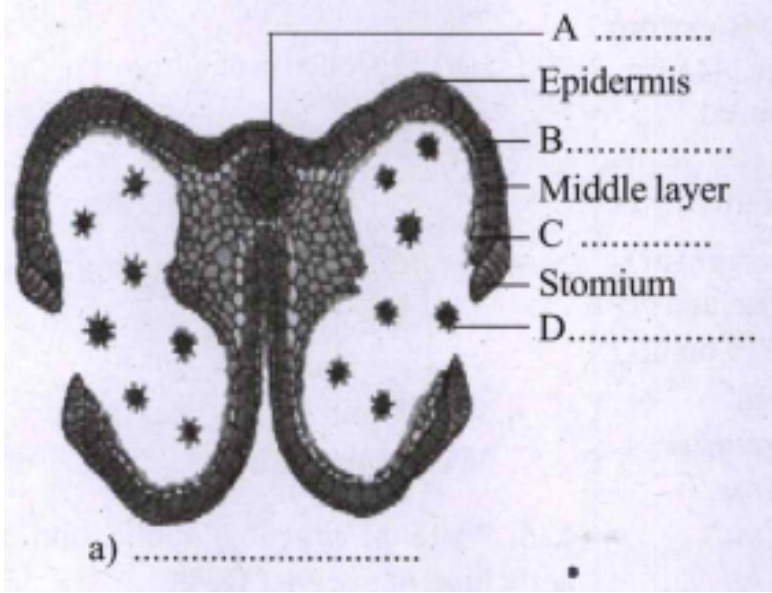 A ............
Epidermis
B...............
Middle layer
C ............
Stomium
D.................
a) ..........................